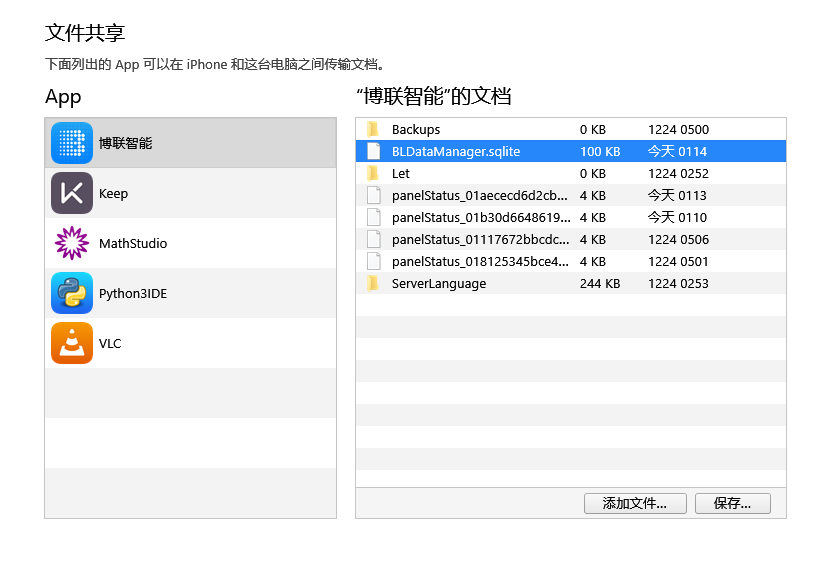 文件共享
下面列出的 App 可以在 iPhone 和这台电脑之间传输文档。
App
博联智能
Keep
MathStudio
Python3IDE
VLC
“博联智能”的文档
Backups 0 KB 1224 0500
BLDataManager.sqlite 100 KB 今天 0114
Let 0 KB 1224 0252
panelStatus_01aececd6d2cb... 4 KB 今天 0113
panelStatus_01b30d6648619... 4 KB 今天 0110
panelStatus_01117672bbcdc... 4 KB 1224 0506
panelStatus_018125345bce4... 4 KB 1224 0501
ServerLanguage 244 KB 1224 0253
添加文件... 保存...